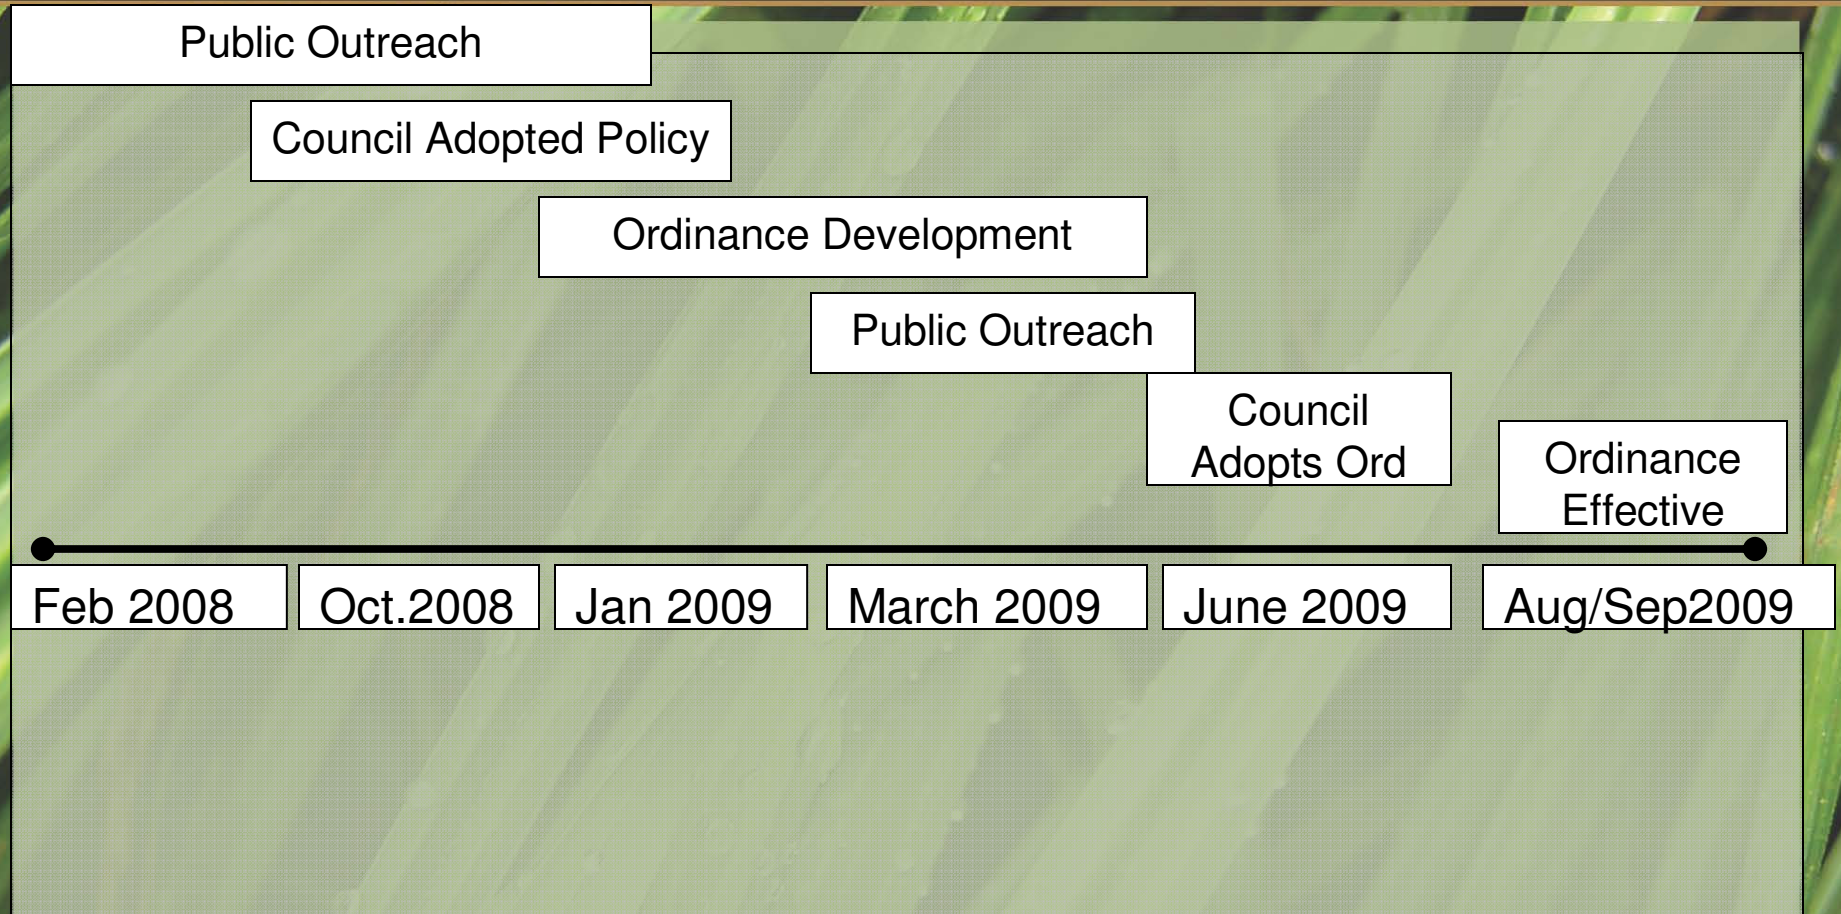 Public Outreach
Council Adopted Policy
Ordinance Development
Public Outreach
Council
Adopts Ord
Ordinance
Effective
Feb 2008
Oct.2008
Jan 2009
March 2009
June 2009
Aug/Sep2009